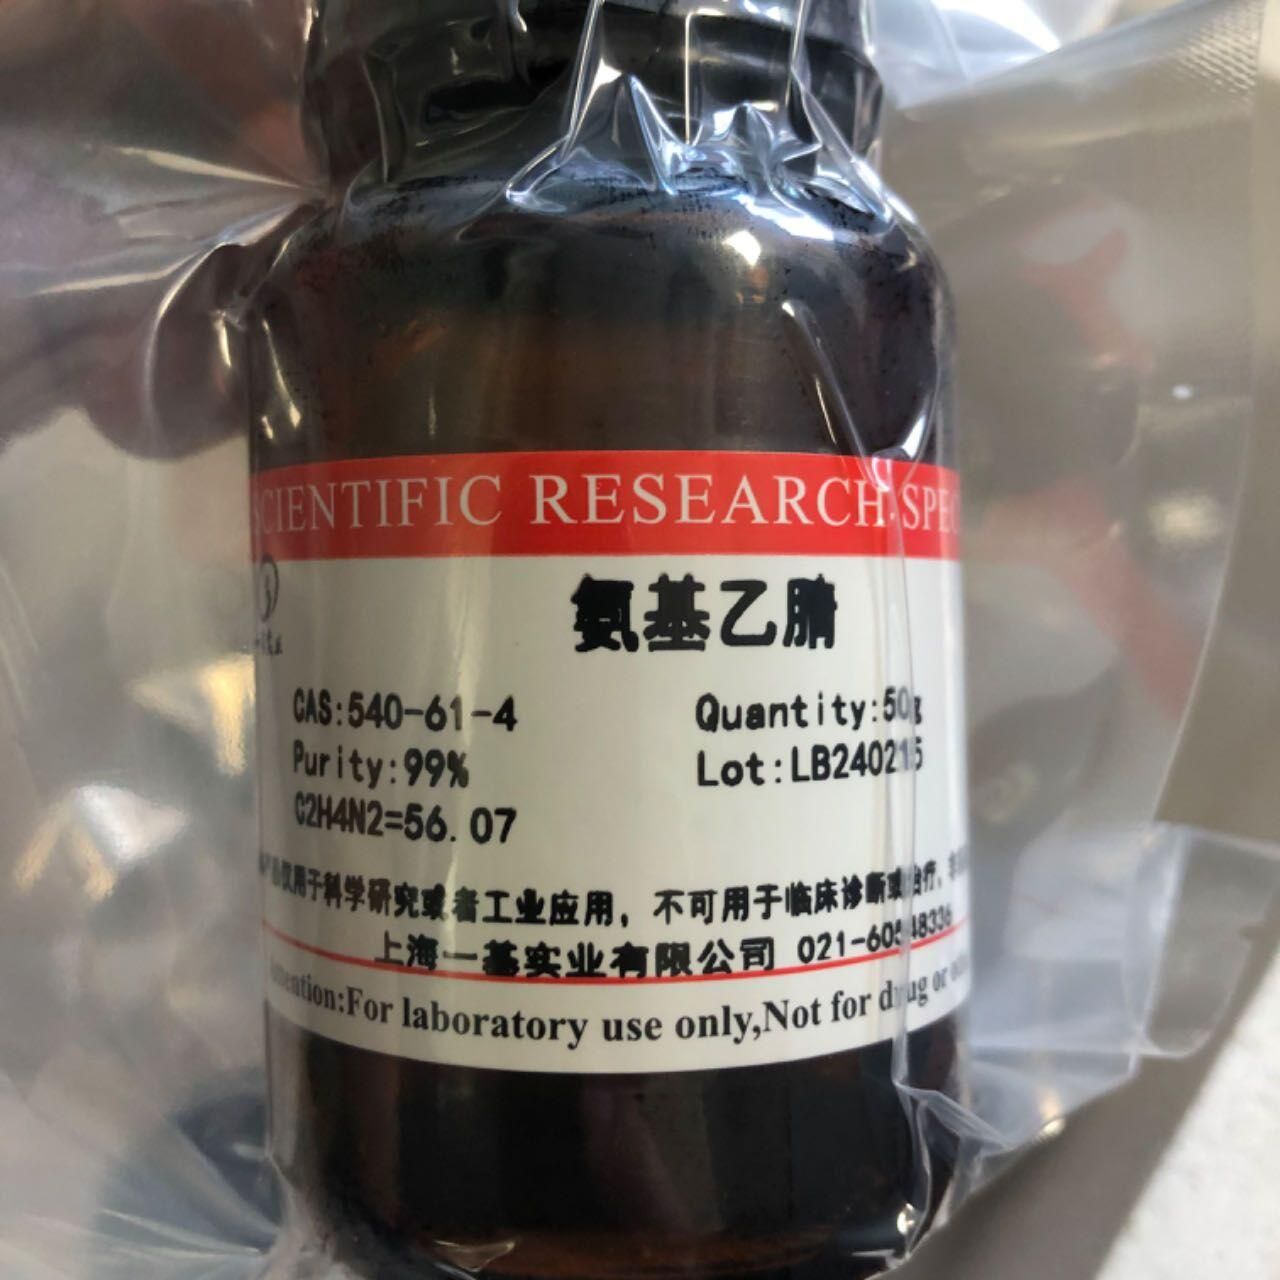 SCIENTIFIC RESEARCH SPEC
氨基乙腈
CAS:540-61-4 Quantity:50g
Purity:99% Lot:LB240215
C2H4N2=56.07
产品仅用于科学研究或者工业应用，不可用于临床诊断或治疗，
上海一基实业有限公司 021-60548336
Attention:For laboratory use only,Not for drug or